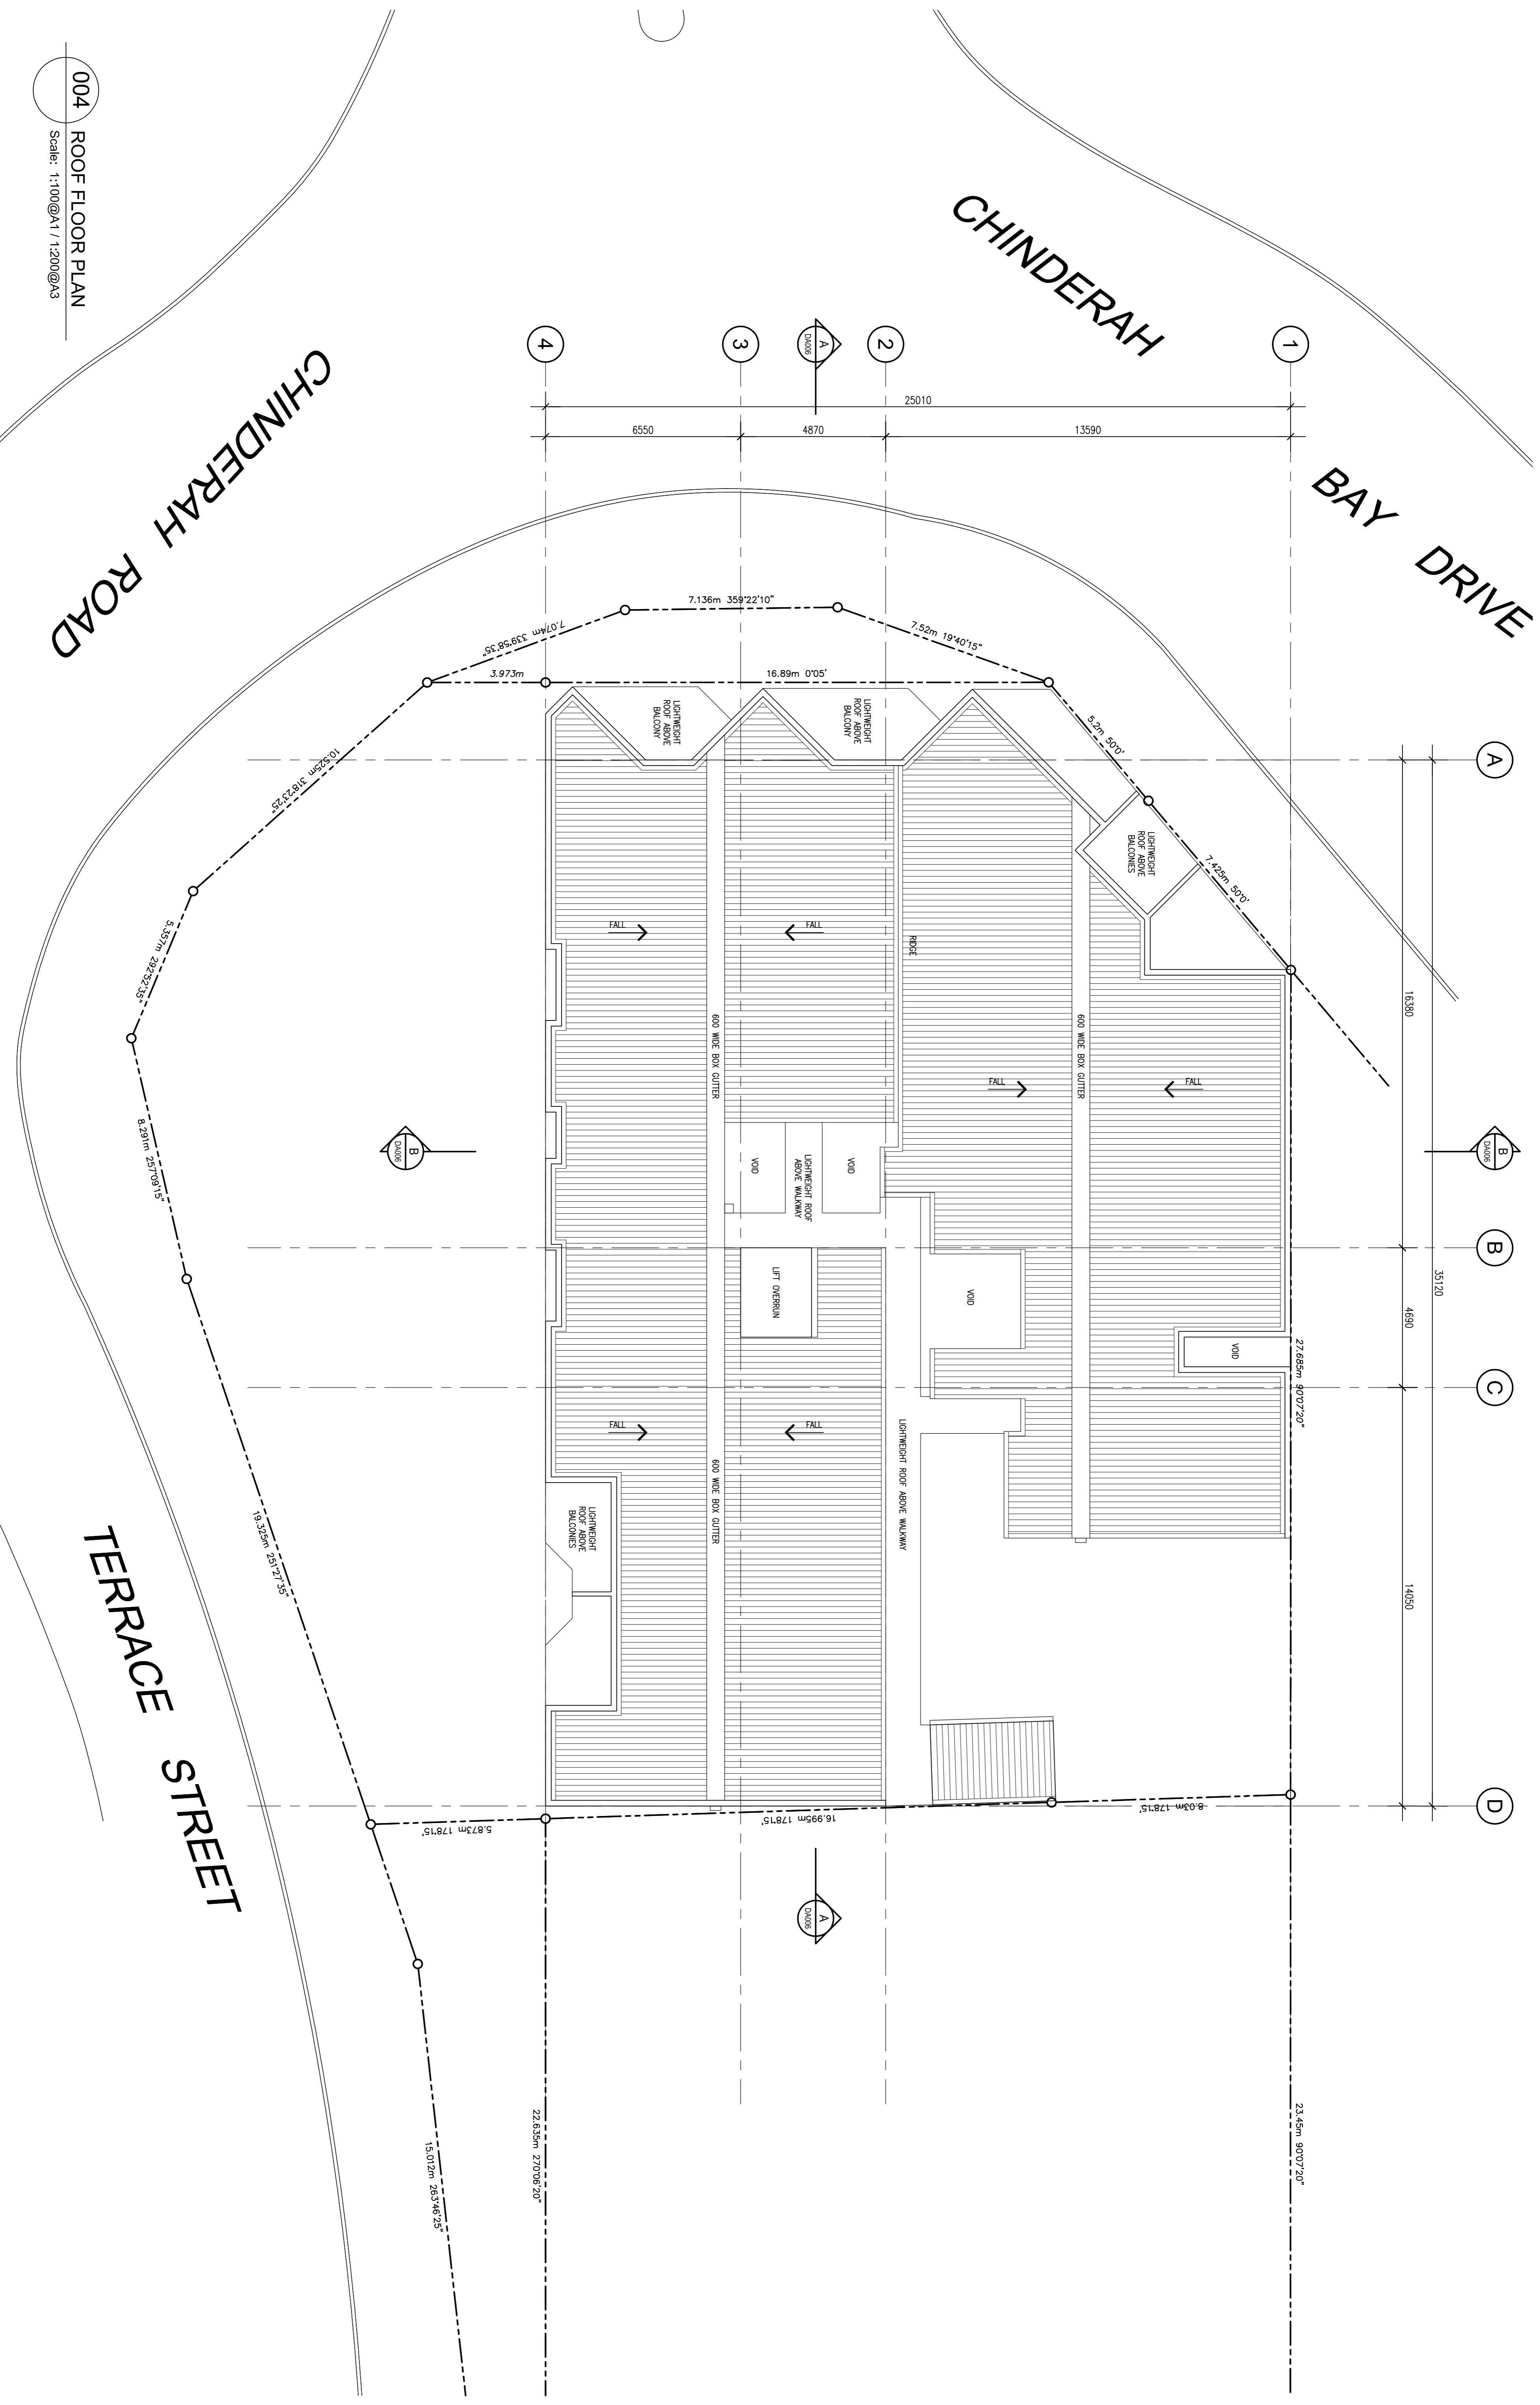 004
ROOF FLOOR PLAN
Scale: 1:100@A1 / 1:200@A3
CHINDERAH
BAY
DRIVE
CHINDERAH
ROAD
TERRACE
STREET
4
3
A
DA006
2
1
25010
6550
4870
13590
7.136m 359°22'10"
7.074m 339°58'35"
7.52m 19°40'15"
3.973m
16.89m 0°05'
5.2m 50°0'
7.425m 50°0'
10.525m 318°23'25"
5.357m 292°52'35"
8.291m 257°09'15"
19.325m 251°27'35"
15.012m 263°46'25"
22.635m 270°06'20"
23.45m 90°07'20"
27.685m 90°07'20"
5.873m 178°15'
16.995m 178°15'
8.03m 178°15'
A
B
C
D
16380
4690
14050
35120
B
DA006
B
DA006
A
DA006
LIGHTWEIGHT
ROOF ABOVE
BALCONY
LIGHTWEIGHT
ROOF ABOVE
BALCONY
LIGHTWEIGHT
ROOF ABOVE
BALCONIES
FALL
FALL
RIDGE
600 WIDE BOX GUTTER
600 WIDE BOX GUTTER
FALL
FALL
VOID
LIGHTWEIGHT ROOF
ABOVE WALKWAY
VOID
LIFT OVERRUN
VOID
VOID
FALL
FALL
600 WIDE BOX GUTTER
LIGHTWEIGHT ROOF ABOVE WALKWAY
LIGHTWEIGHT
ROOF ABOVE
BALCONIES